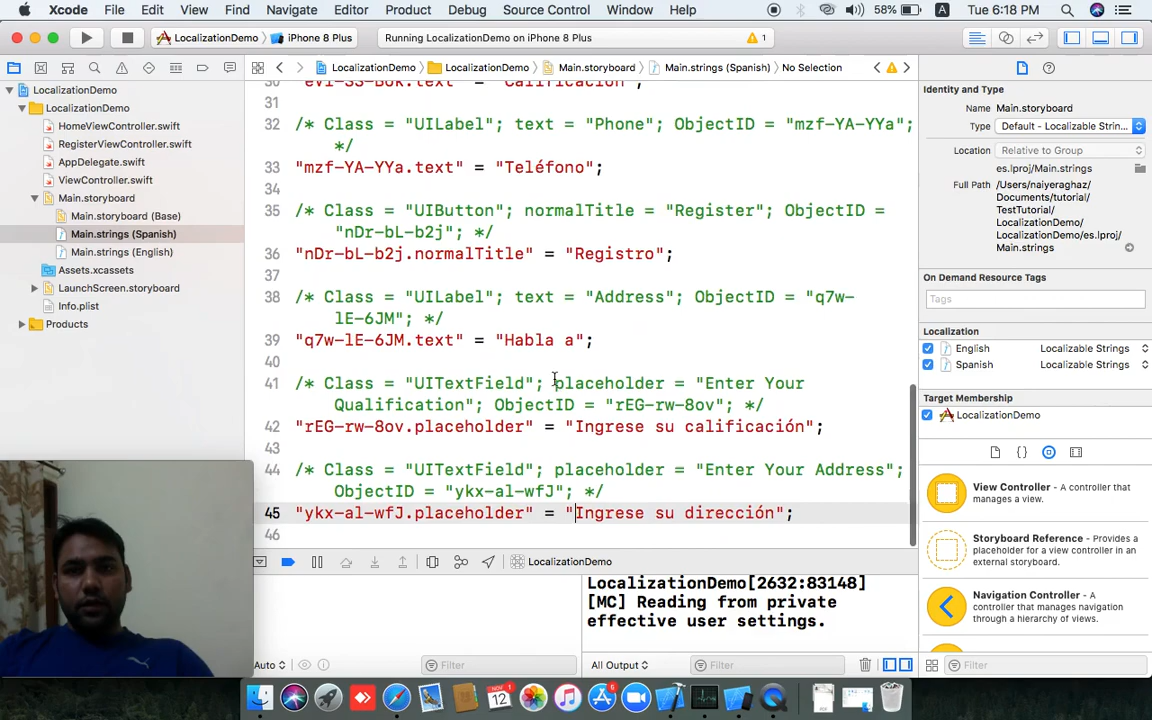 Xcode File Edit View Find Navigate Editor Product Debug Source Control Window Help 58% A Tue 6:18 PM
LocalizationDemo iPhone 8 Plus Running LocalizationDemo on iPhone 8 Plus 1
LocalizationDemo LocalizationDemo Main.storyboard Main.strings (Spanish) No Selection
LocalizationDemo
LocalizationDemo
HomeViewController.swift
RegisterViewController.swift
AppDelegate.swift
ViewController.swift
Main.storyboard
Main.storyboard (Base)
Main.strings (Spanish)
Main.strings (English)
Assets.xcassets
LaunchScreen.storyboard
Info.plist
Products
31
32 /* Class = "UILabel"; text = "Phone"; ObjectID = "mzf-YA-YYa";
*/
33 "mzf-YA-YYa.text" = "Teléfono";
34
35 /* Class = "UIButton"; normalTitle = "Register"; ObjectID =
"nDr-bL-b2j"; */
36 "nDr-bL-b2j.normalTitle" = "Registro";
37
38 /* Class = "UILabel"; text = "Address"; ObjectID = "q7w-
lE-6JM"; */
39 "q7w-lE-6JM.text" = "Habla a";
40
41 /* Class = "UITextField"; placeholder = "Enter Your
Qualification"; ObjectID = "rEG-rw-8ov"; */
42 "rEG-rw-8ov.placeholder" = "Ingrese su calificación";
43
44 /* Class = "UITextField"; placeholder = "Enter Your Address";
ObjectID = "ykx-al-wfJ"; */
45 "ykx-al-wfJ.placeholder" = "Ingrese su dirección";
46
LocalizationDemo
LocalizationDemo[2632:83148]
[MC] Reading from private
effective user settings.
Auto Filter All Output Filter
Identity and Type
Name Main.storyboard
Type Default - Localizable Strin...
Location Relative to Group
es.lproj/Main.strings
Full Path /Users/naiyeraghaz/
Documents/tutorial/
TestTutorial/
LocalizationDemo/
LocalizationDemo/es.lproj/
Main.strings
On Demand Resource Tags
Tags
Localization
English Localizable Strings
Spanish Localizable Strings
Target Membership
LocalizationDemo
View Controller - A controller that
manages a view.
Storyboard Reference - Provides a
placeholder for a view controller in an
external storyboard.
Navigation Controller - A
controller that manages navigation
through a hierarchy of views.
Filter
NOV
12
1
6